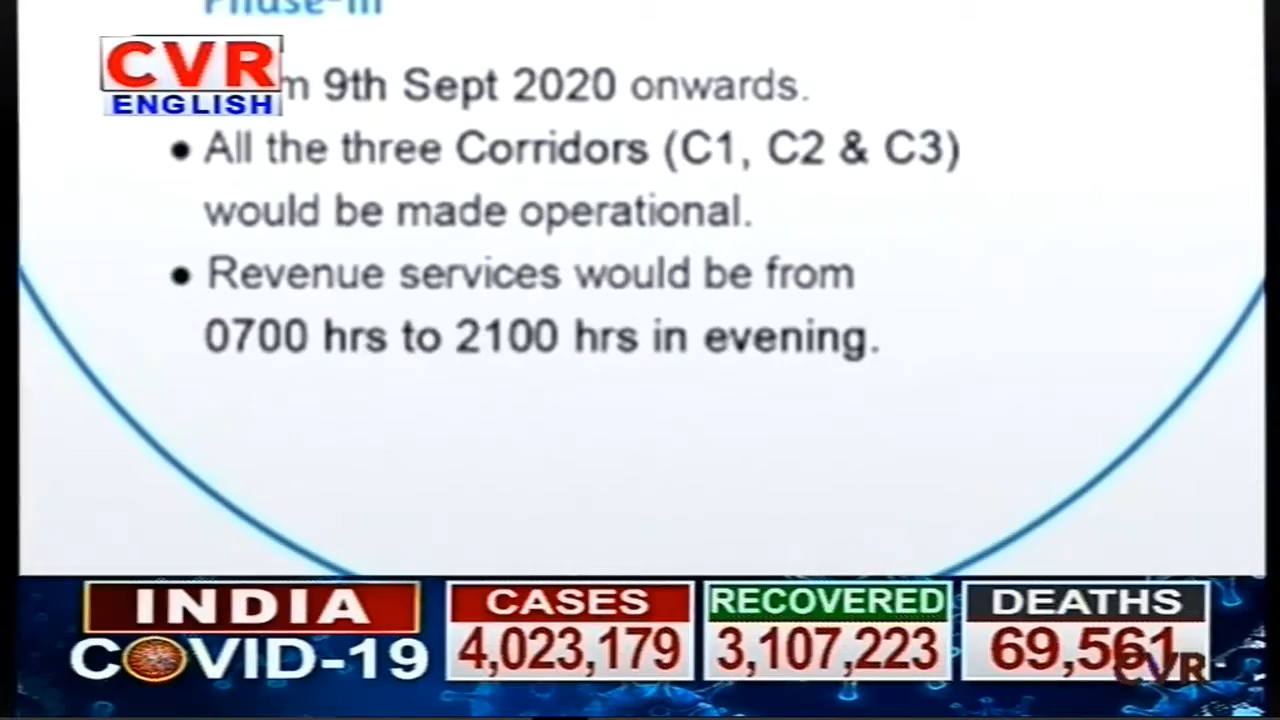 Phase-III
CVR
ENGLISH
9th Sept 2020 onwards.
• All the three Corridors (C1, C2 & C3)
would be made operational.
• Revenue services would be from
0700 hrs to 2100 hrs in evening.
INDIA
COVID-19
CASES
4,023,179
RECOVERED
3,107,223
DEATHS
69,561
CVR